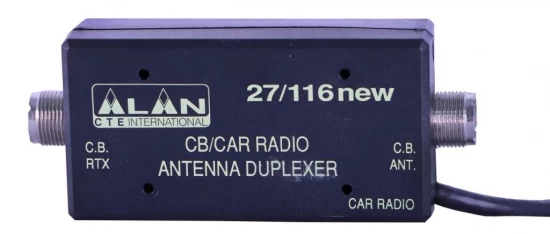 ALAN
CTE INTERNATIONAL
27/116 new
C.B.
RTX
CB/CAR RADIO
ANTENNA DUPLEXER
C.B.
ANT.
CAR RADIO